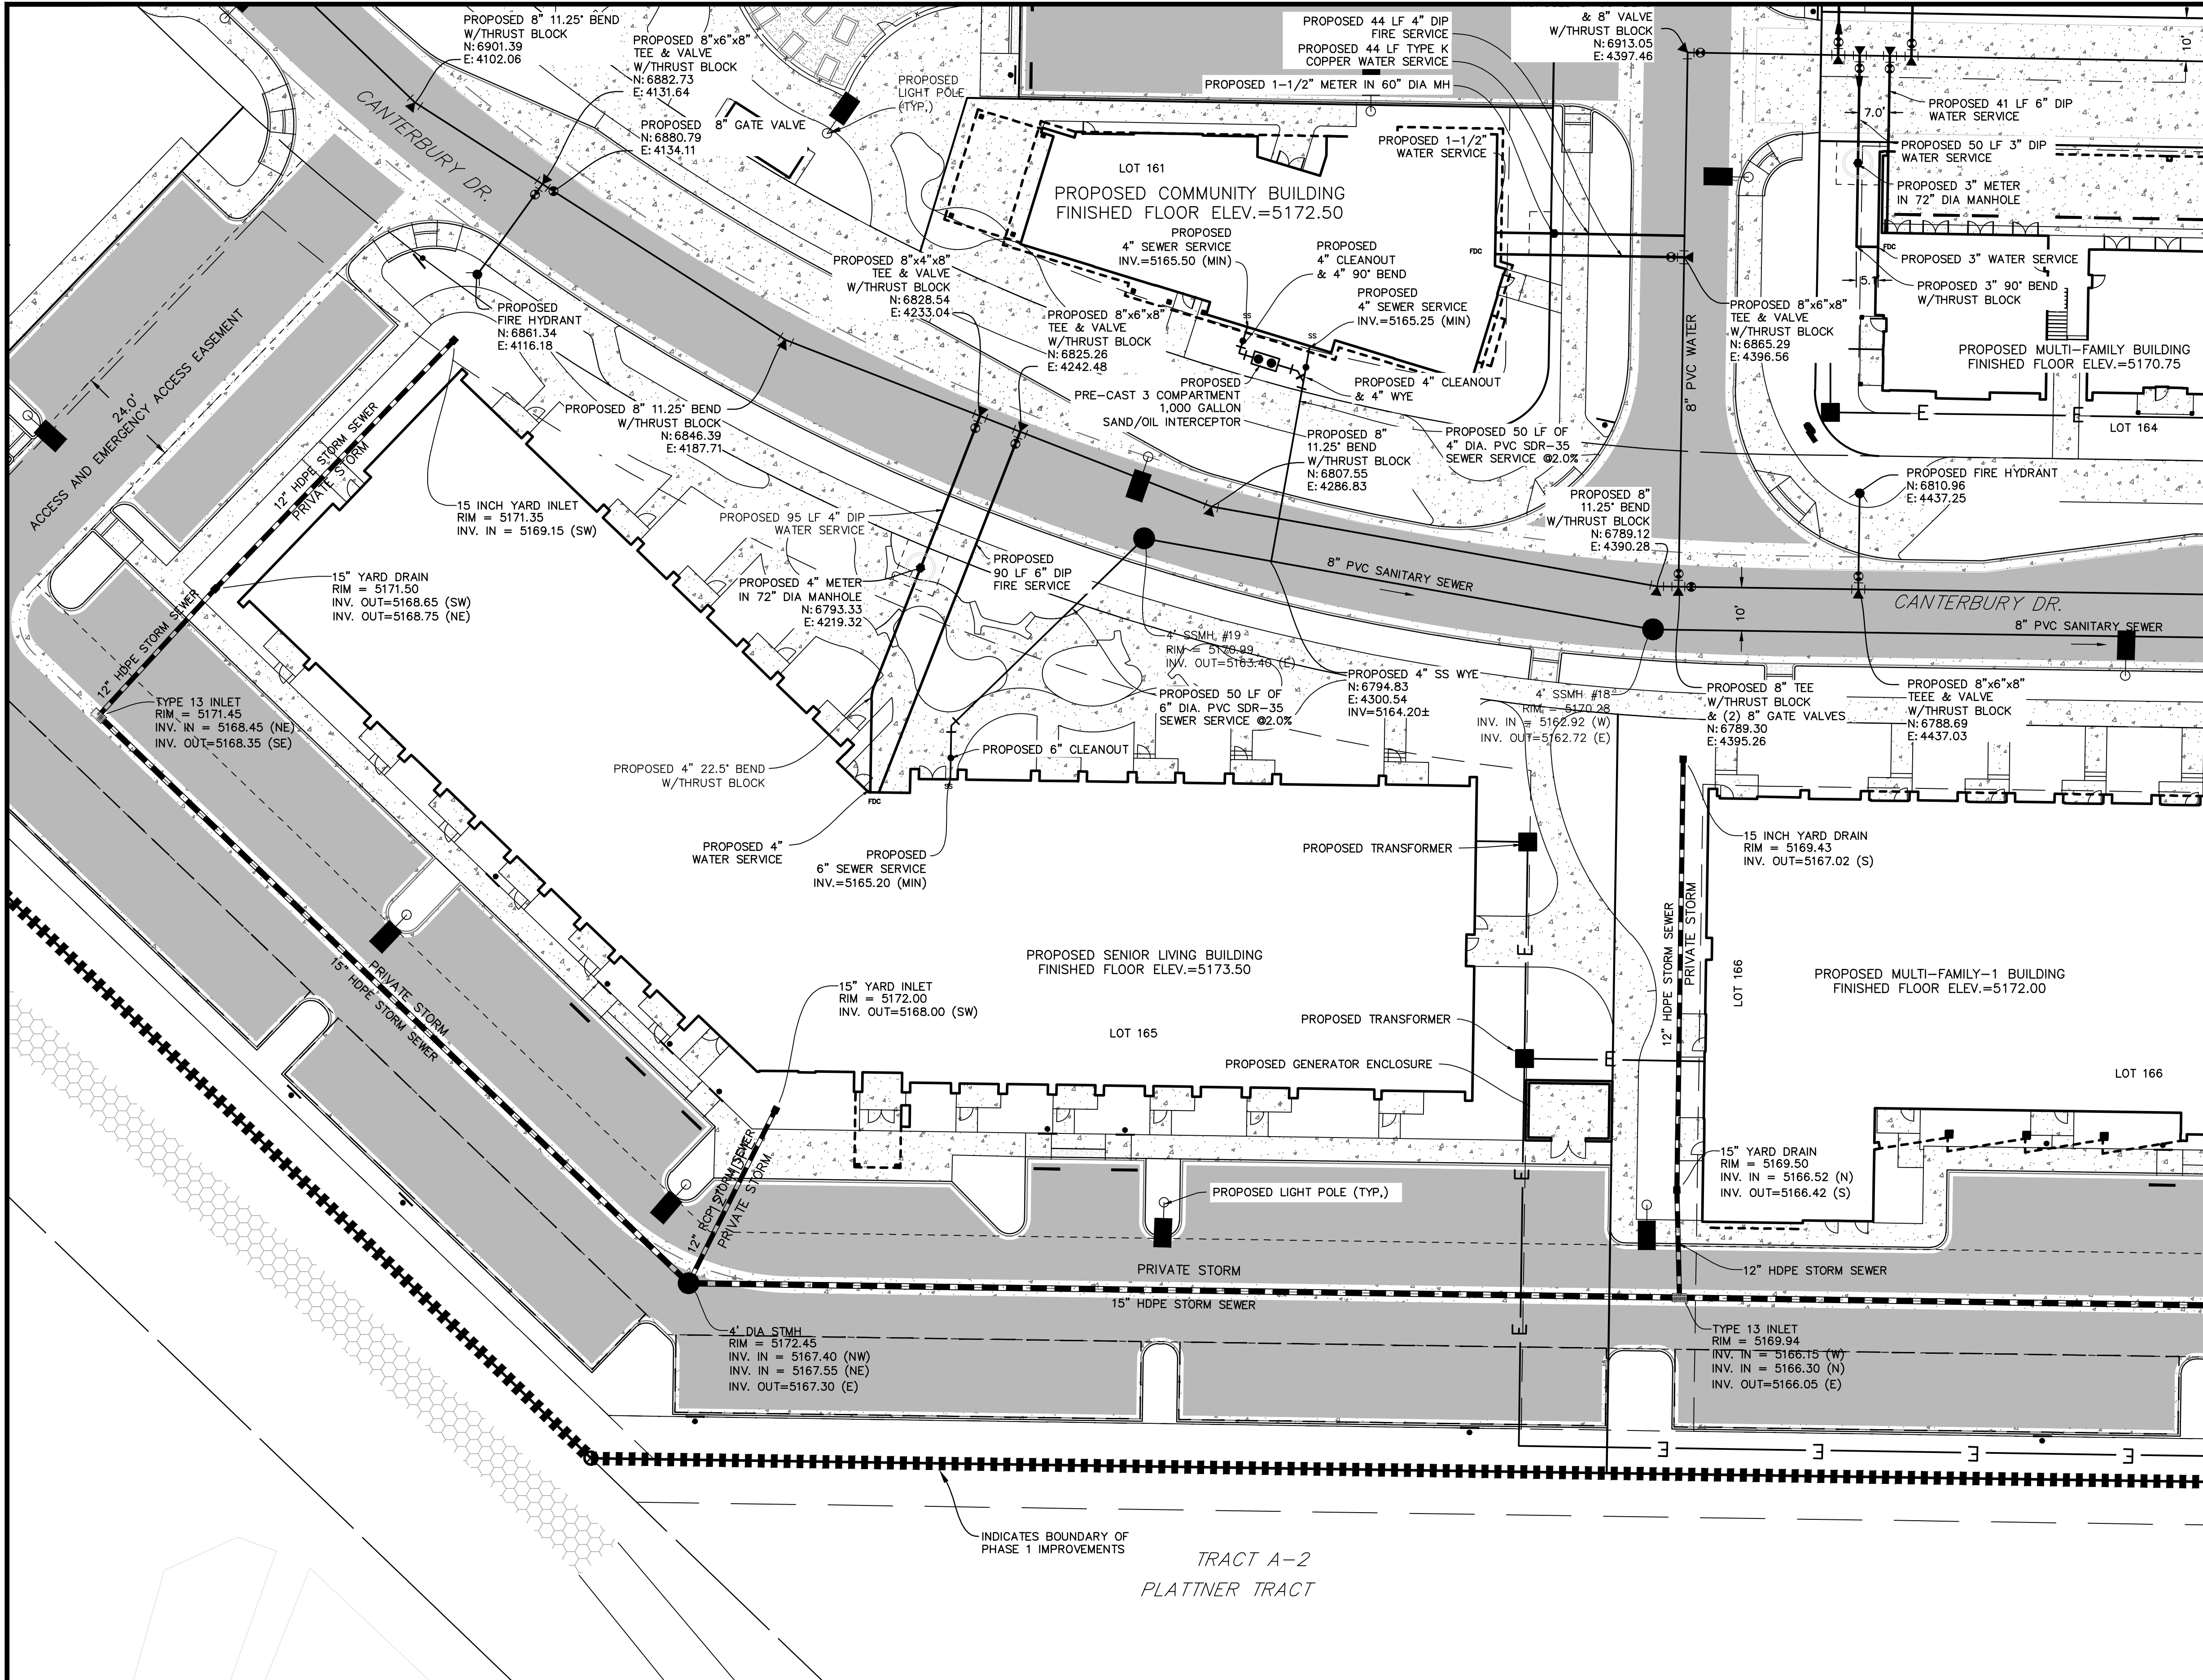 PROPOSED 8" 11.25° BEND
W/THRUST BLOCK
N: 6901.39
E: 4102.06
PROPOSED 8"x6"x8"
TEE & VALVE
W/THRUST BLOCK
N: 6882.73
E: 4131.64
PROPOSED 8" GATE VALVE
N: 6880.79
E: 4134.11
PROPOSED
LIGHT POLE
(TYP,)
PROPOSED 44 LF 4" DIP
FIRE SERVICE
PROPOSED 44 LF TYPE K
COPPER WATER SERVICE
PROPOSED 1-1/2" METER IN 60" DIA MH
& 8" VALVE
W/THRUST BLOCK
N: 6913.05
E: 4397.46
10'
PROPOSED 41 LF 6" DIP
WATER SERVICE
7.0'
PROPOSED 50 LF 3" DIP
WATER SERVICE
PROPOSED 3" METER
IN 72" DIA MANHOLE
FDC
PROPOSED 3" WATER SERVICE
5.1'
PROPOSED 3" 90° BEND
W/THRUST BLOCK
CANTERBURY DR.
PROPOSED 1-1/2"
WATER SERVICE
LOT 161
PROPOSED COMMUNITY BUILDING
FINISHED FLOOR ELEV.=5172.50
PROPOSED
4" SEWER SERVICE
INV.=5165.50 (MIN)
PROPOSED
4" CLEANOUT
& 4" 90° BEND
PROPOSED
4" SEWER SERVICE
INV.=5165.25 (MIN)
FDC
SS
SS
PROPOSED 8"x4"x8"
TEE & VALVE
W/THRUST BLOCK
N: 6828.54
E: 4233.04
PROPOSED 8"x6"x8"
TEE & VALVE
W/THRUST BLOCK
N: 6825.26
E: 4242.48
PROPOSED
FIRE HYDRANT
N: 6861.34
E: 4116.18
8" PVC WATER
PROPOSED 8"x6"x8"
TEE & VALVE
W/THRUST BLOCK
N: 6865.29
E: 4396.56
PROPOSED MULTI-FAMILY BUILDING
FINISHED FLOOR ELEV.=5170.75
E
E
LOT 164
24.0'
ACCESS AND EMERGENCY ACCESS EASEMENT
12" HDPE STORM SEWER
PRIVATE STORM
PROPOSED 8" 11.25° BEND
W/THRUST BLOCK
N: 6846.39
E: 4187.71
PROPOSED
PRE-CAST 3 COMPARTMENT
1,000 GALLON
SAND/OIL INTERCEPTOR
PROPOSED 4" CLEANOUT
& 4" WYE
PROPOSED 8"
11.25° BEND
W/THRUST BLOCK
N: 6807.55
E: 4286.83
PROPOSED 50 LF OF
4" DIA. PVC SDR-35
SEWER SERVICE @2.0%
PROPOSED FIRE HYDRANT
N: 6810.96
E: 4437.25
15 INCH YARD INLET
RIM = 5171.35
INV. IN = 5169.15 (SW)
PROPOSED 95 LF 4" DIP
WATER SERVICE
PROPOSED 8"
11.25° BEND
W/THRUST BLOCK
N: 6789.12
E: 4390.28
PROPOSED
90 LF 6" DIP
FIRE SERVICE
8" PVC SANITARY SEWER
15" YARD DRAIN
RIM = 5171.50
INV. OUT=5168.65 (SW)
INV. OUT=5168.75 (NE)
PROPOSED 4" METER
IN 72" DIA MANHOLE
N: 6793.33
E: 4219.32
CANTERBURY DR.
10'
8" PVC SANITARY SEWER
4' SSMH #19
RIM = 5170.99
INV. OUT=5163.40 (E)
12" HDPE STORM SEWER
PROPOSED 4" SS WYE
N: 6794.83
E: 4300.54
INV=5164.20±
PROPOSED 50 LF OF
6" DIA. PVC SDR-35
SEWER SERVICE @2.0%
4' SSMH #18
RIM = 5170.28
INV. IN = 5162.92 (W)
INV. OUT=5162.72 (E)
PROPOSED 8" TEE
W/THRUST BLOCK
& (2) 8" GATE VALVES
N: 6789.30
E: 4395.26
PROPOSED 8"x6"x8"
TEEE & VALVE
W/THRUST BLOCK
N: 6788.69
E: 4437.03
TYPE 13 INLET
RIM = 5171.45
INV. IN = 5168.45 (NE)
INV. OUT=5168.35 (SE)
PROPOSED 6" CLEANOUT
PROPOSED 4" 22.5° BEND
W/THRUST BLOCK
FDC
SS
PROPOSED 4"
WATER SERVICE
PROPOSED
6" SEWER SERVICE
INV.=5165.20 (MIN)
PROPOSED TRANSFORMER
15 INCH YARD DRAIN
RIM = 5169.43
INV. OUT=5167.02 (S)
E
12" HDPE STORM SEWER
PRIVATE STORM
PROPOSED SENIOR LIVING BUILDING
FINISHED FLOOR ELEV.=5173.50
LOT 166
PROPOSED MULTI-FAMILY-1 BUILDING
FINISHED FLOOR ELEV.=5172.00
PRIVATE STORM
15" HDPE STORM SEWER
15" YARD INLET
RIM = 5172.00
INV. OUT=5168.00 (SW)
LOT 165
PROPOSED TRANSFORMER
PROPOSED GENERATOR ENCLOSURE
E
LOT 166
12" RCP STORM SEWER
PRIVATE STORM
15" YARD DRAIN
RIM = 5169.50
INV. IN = 5166.52 (N)
INV. OUT=5166.42 (S)
E
PROPOSED LIGHT POLE (TYP,)
12" HDPE STORM SEWER
PRIVATE STORM
15" HDPE STORM SEWER
4' DIA STMH
RIM = 5172.45
INV. IN = 5167.40 (NW)
INV. IN = 5167.55 (NE)
INV. OUT=5167.30 (E)
E
TYPE 13 INLET
RIM = 5169.94
INV. IN = 5166.15 (W)
INV. IN = 5166.30 (N)
INV. OUT=5166.05 (E)
E
E
E
E
INDICATES BOUNDARY OF
PHASE 1 IMPROVEMENTS
TRACT A-2
PLATTNER TRACT